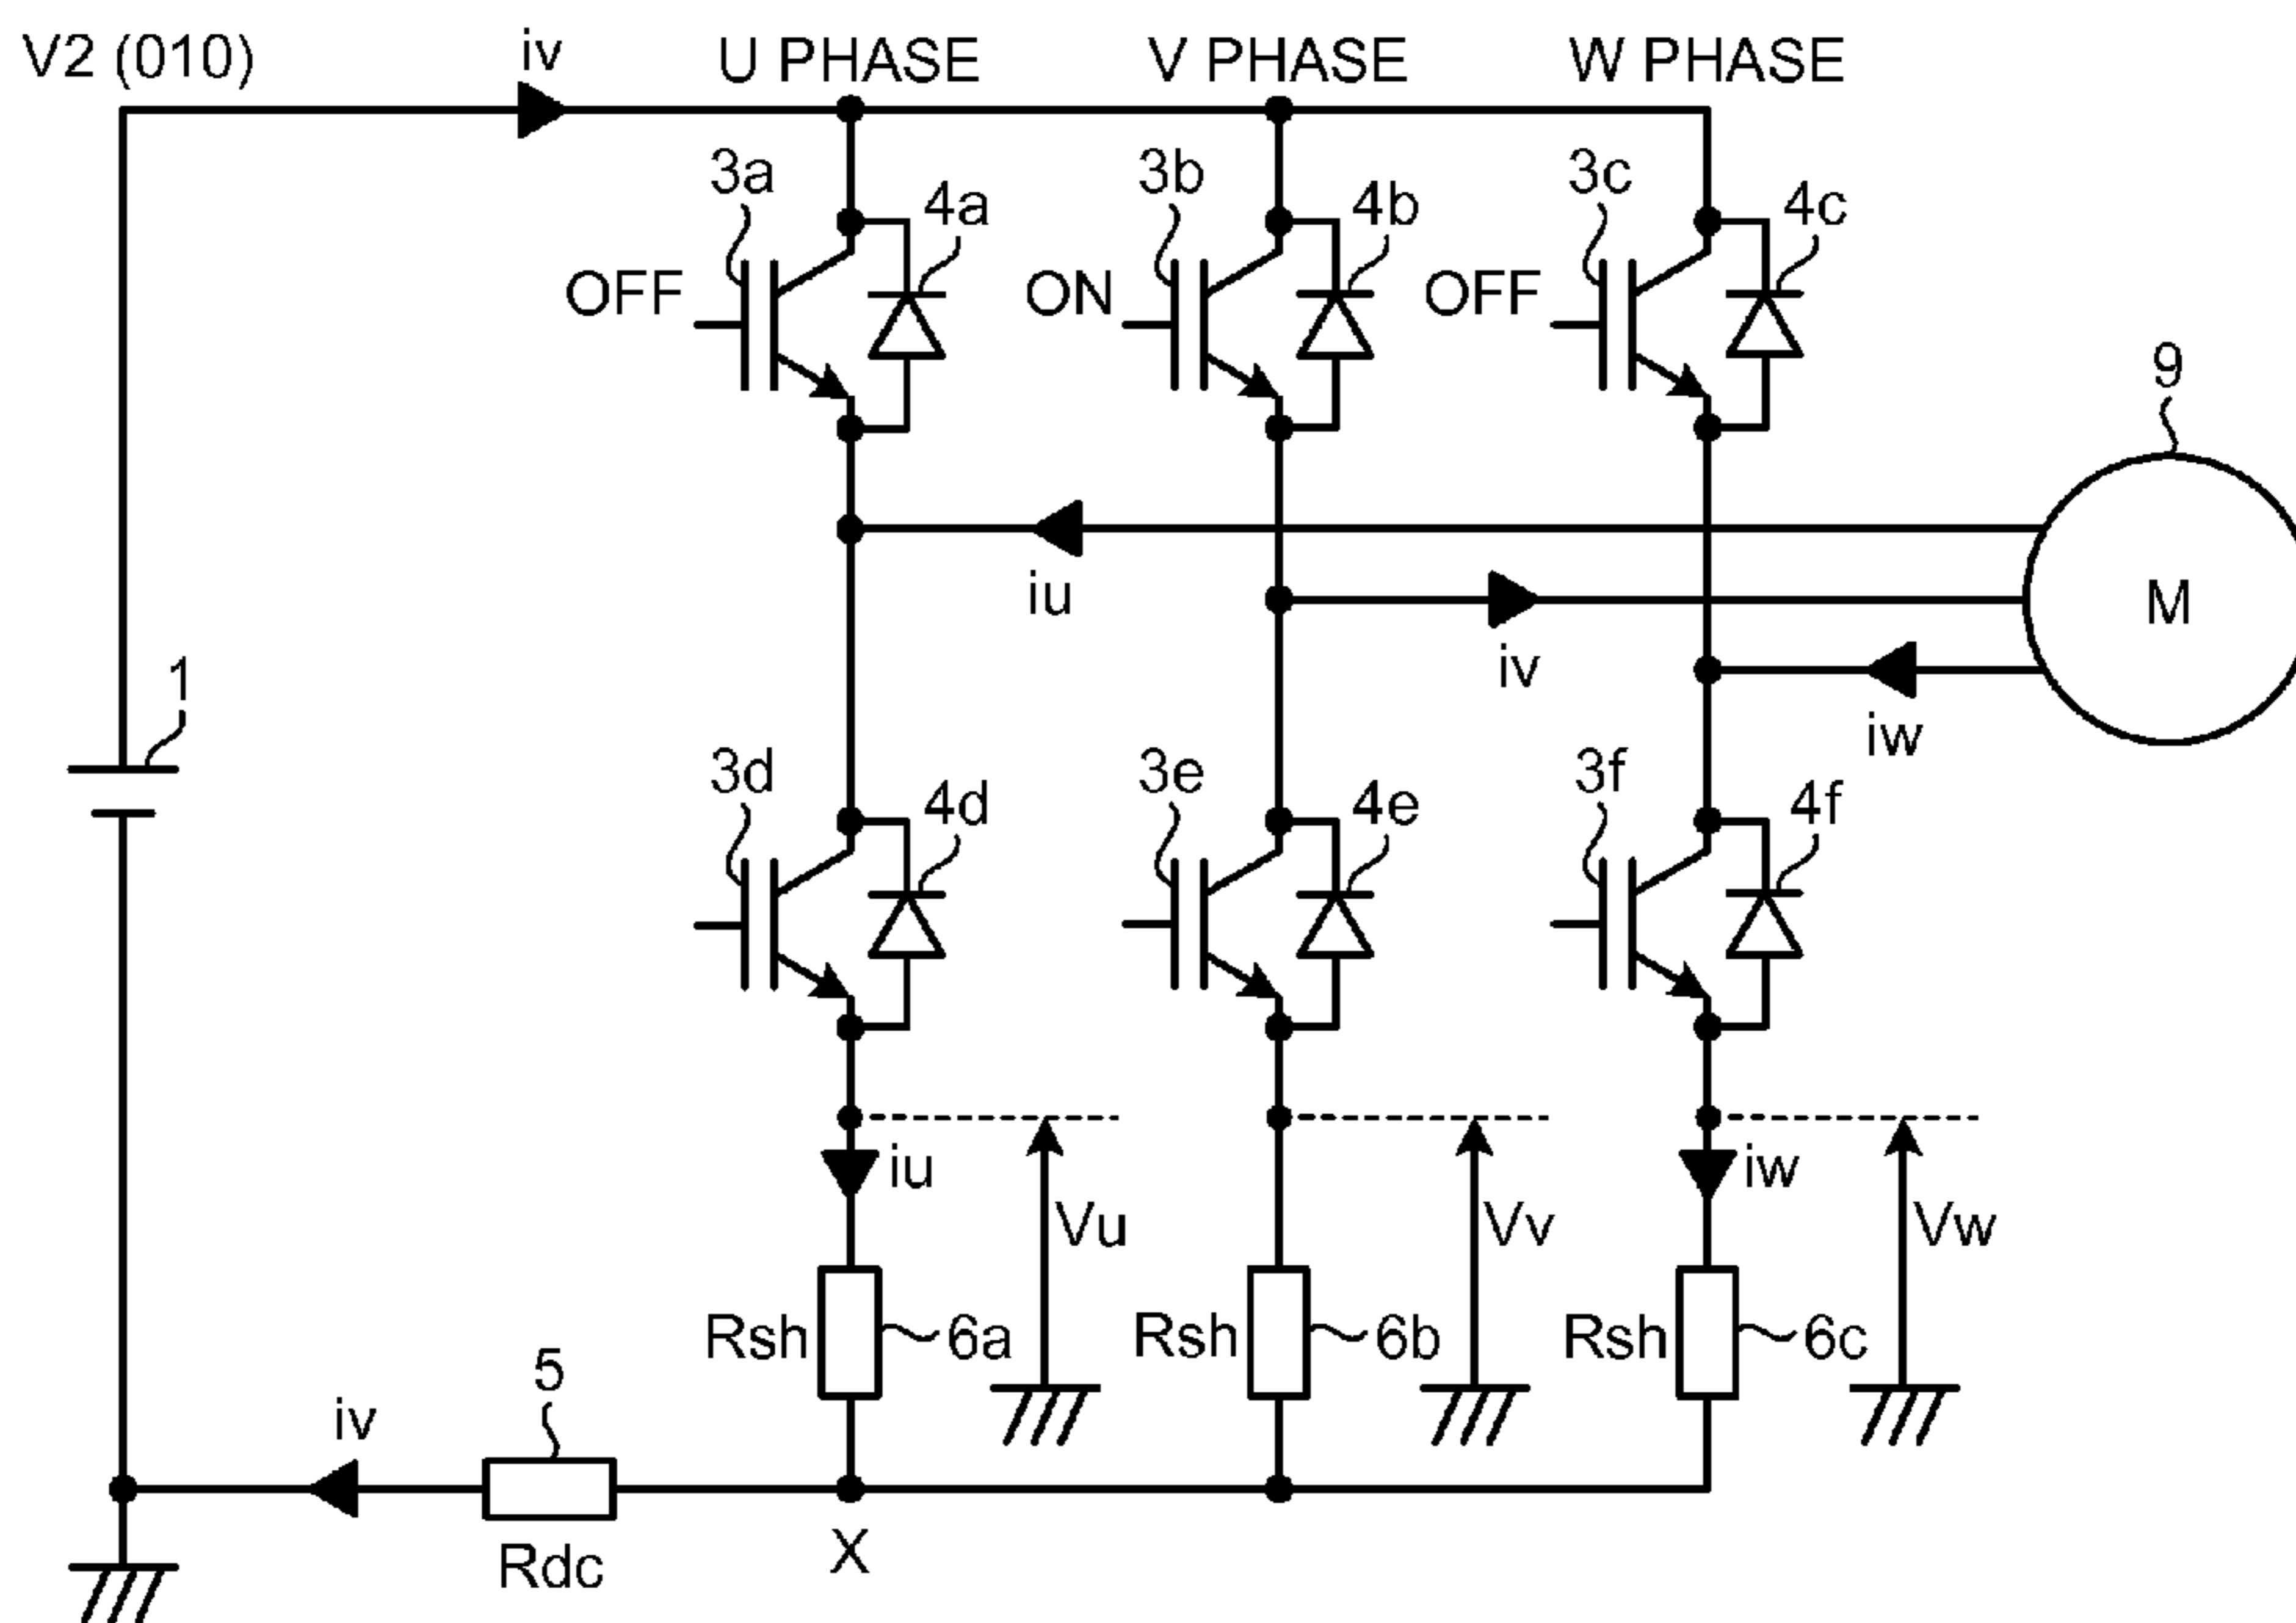 V2 (010)
iv
U PHASE
V PHASE
W PHASE
3a
4a
3b
4b
3c
4c
OFF
ON
OFF
9
M
iu
iv
iw
1
3d
4d
3e
4e
3f
4f
iu
iw
Vu
Vv
Vw
Rsh
6a
Rsh
6b
Rsh
6c
5
iv
Rdc
X